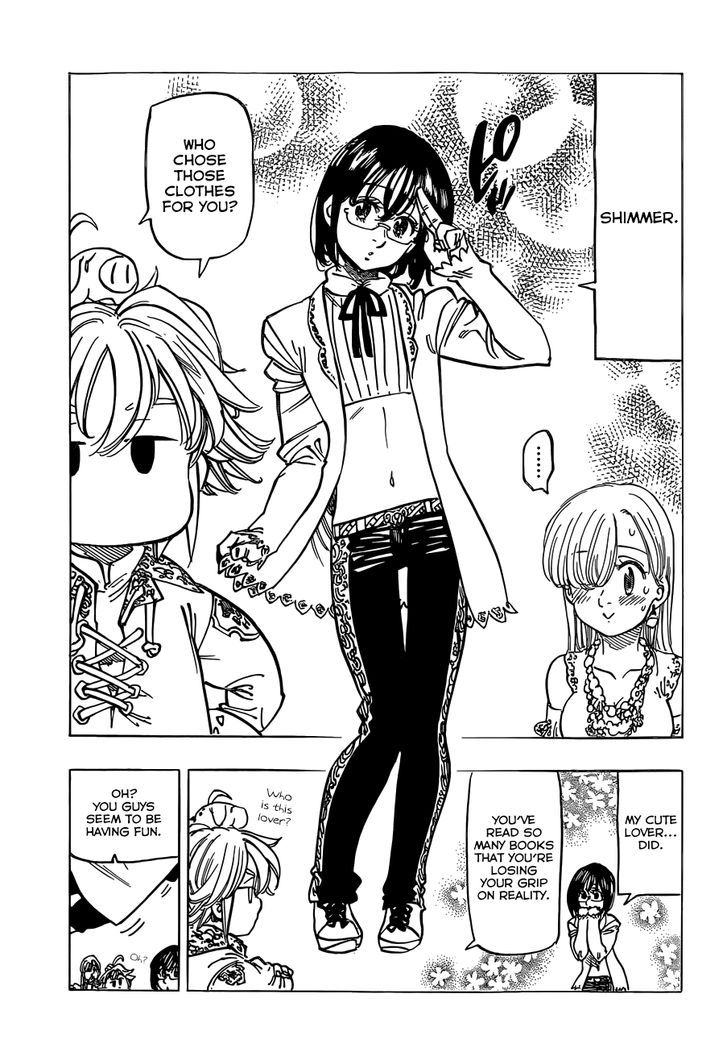 SHIMMER.
WHO
CHOSE
THOSE
CLOTHES
FOR YOU?
......
MY CUTE
LOVER...
DID.
YOU'VE
READ SO
MANY BOOKS
THAT YOU'RE
LOSING
YOUR GRIP
ON REALITY.
Who
is this
lover?
OH?
YOU GUYS
SEEM TO BE
HAVING FUN.
Oh?